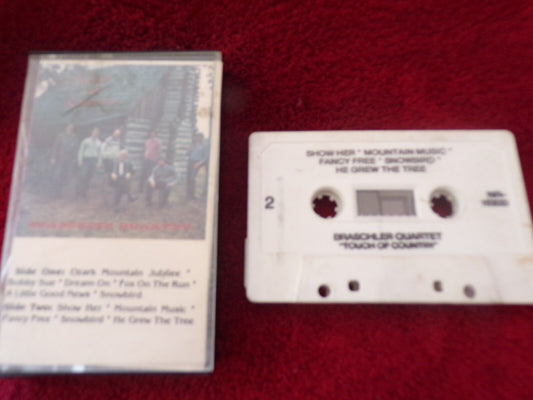 BRASCHLER QUARTET
Side One: Ozark Mountain Jubilee *
Bobby Sue * Dream On * Fox On The Run *
A Little Good News * Snowbird
Side Two: Show Her * Mountain Music *
Fancy Free * Snowbird * He Grew The Tree
SHOW HER * MOUNTAIN MUSIC *
FANCY FREE * SNOWBIRD *
HE GREW THE TREE
2
BRASCHLER QUARTET
"TOUCH OF COUNTRY"